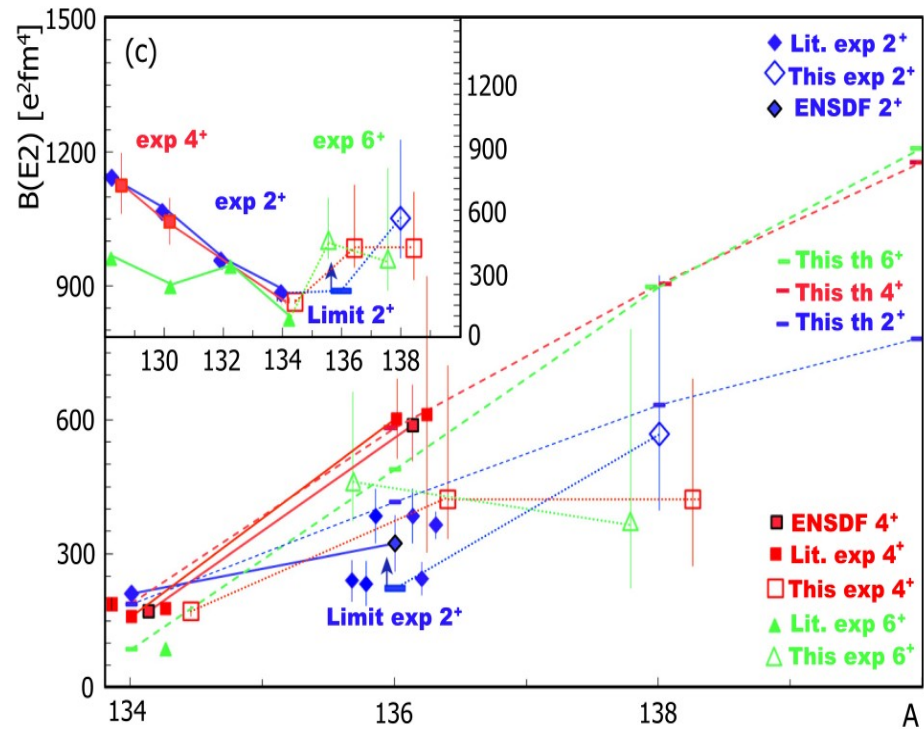 B(E2) [e²fm⁴]
1500
1200
900
600
300
0
(c)
exp 4⁺
exp 6⁺
exp 2⁺
Limit 2⁺
130
132
134
136
138
1200
900
600
300
0
Lit. exp 2⁺
This exp 2⁺
ENSDF 2⁺
This th 6⁺
This th 4⁺
This th 2⁺
Limit exp 2⁺
ENSDF 4⁺
Lit. exp 4⁺
This exp 4⁺
Lit. exp 6⁺
This exp 6⁺
134
136
138
A